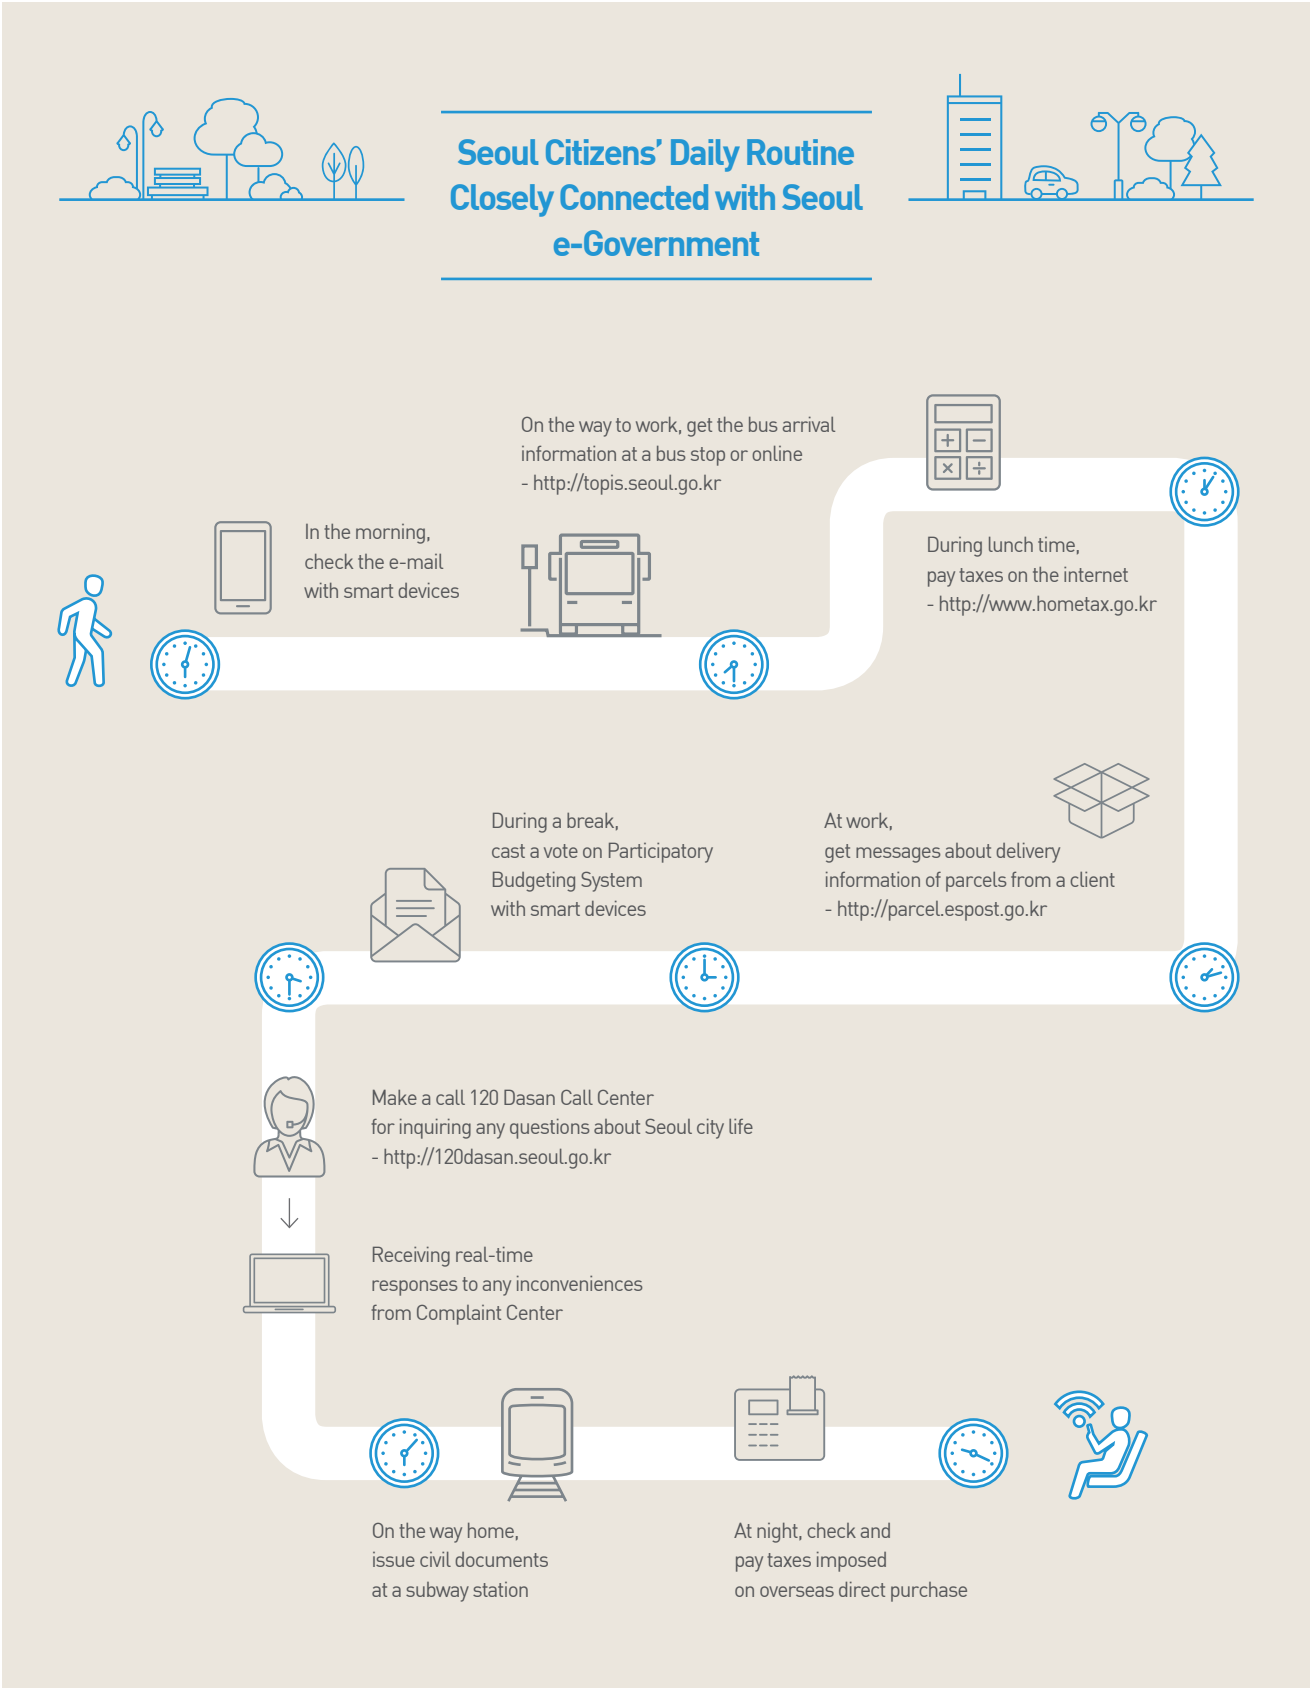 Seoul Citizens’ Daily Routine
Closely Connected with Seoul
e-Government
On the way to work, get the bus arrival
information at a bus stop or online
- http://topis.seoul.go.kr
In the morning,
check the e-mail
with smart devices
During lunch time,
pay taxes on the internet
- http://www.hometax.go.kr
At work,
get messages about delivery
information of parcels from a client
- http://parcel.espost.go.kr
During a break,
cast a vote on Participatory
Budgeting System
with smart devices
Make a call 120 Dasan Call Center
for inquiring any questions about Seoul city life
- http://120dasan.seoul.go.kr
Receiving real-time
responses to any inconveniences
from Complaint Center
On the way home,
issue civil documents
at a subway station
At night, check and
pay taxes imposed
on overseas direct purchase